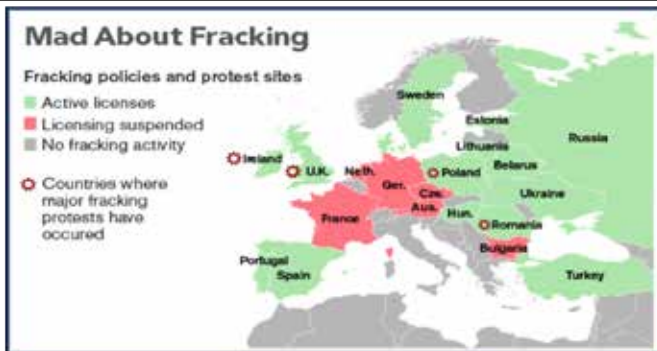 Mad About Fracking
Fracking policies and protest sites
Active licenses
Licensing suspended
No fracking activity
Countries where
major fracking
protests have
occured
Sweden
Estonia
Russia
Lithuania
Ireland
U.K.
Neth.
Ger.
Poland
Belarus
Cze.
Ukraine
Aus.
Hun.
France
Romania
Bulgaria
Portugal
Spain
Turkey